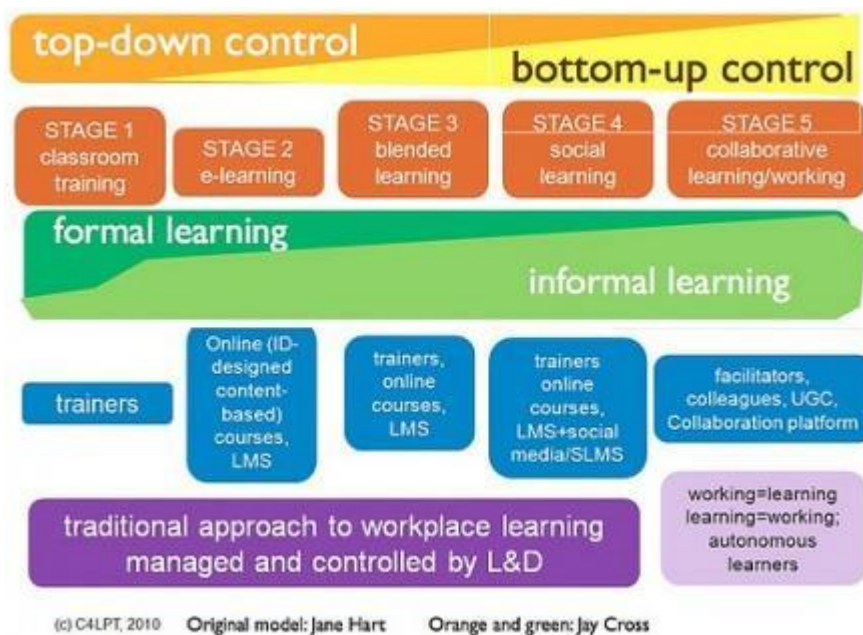 top-down control
bottom-up control
STAGE 1
classroom
training
STAGE 2
e-learning
STAGE 3
blended
learning
STAGE 4
social
learning
STAGE 5
collaborative
learning/working
formal learning
informal learning
trainers
Online (ID-
designed
content-
based)
courses,
LMS
trainers,
online
courses,
LMS
trainers
online
courses,
LMS+social
media/SLMS
facilitators,
colleagues, UGC,
Collaboration platform
traditional approach to workplace learning
managed and controlled by L&D
working=learning
learning=working;
autonomous
learners
(c) C4LPT, 2010 Original model: Jane Hart Orange and green: Jay Cross